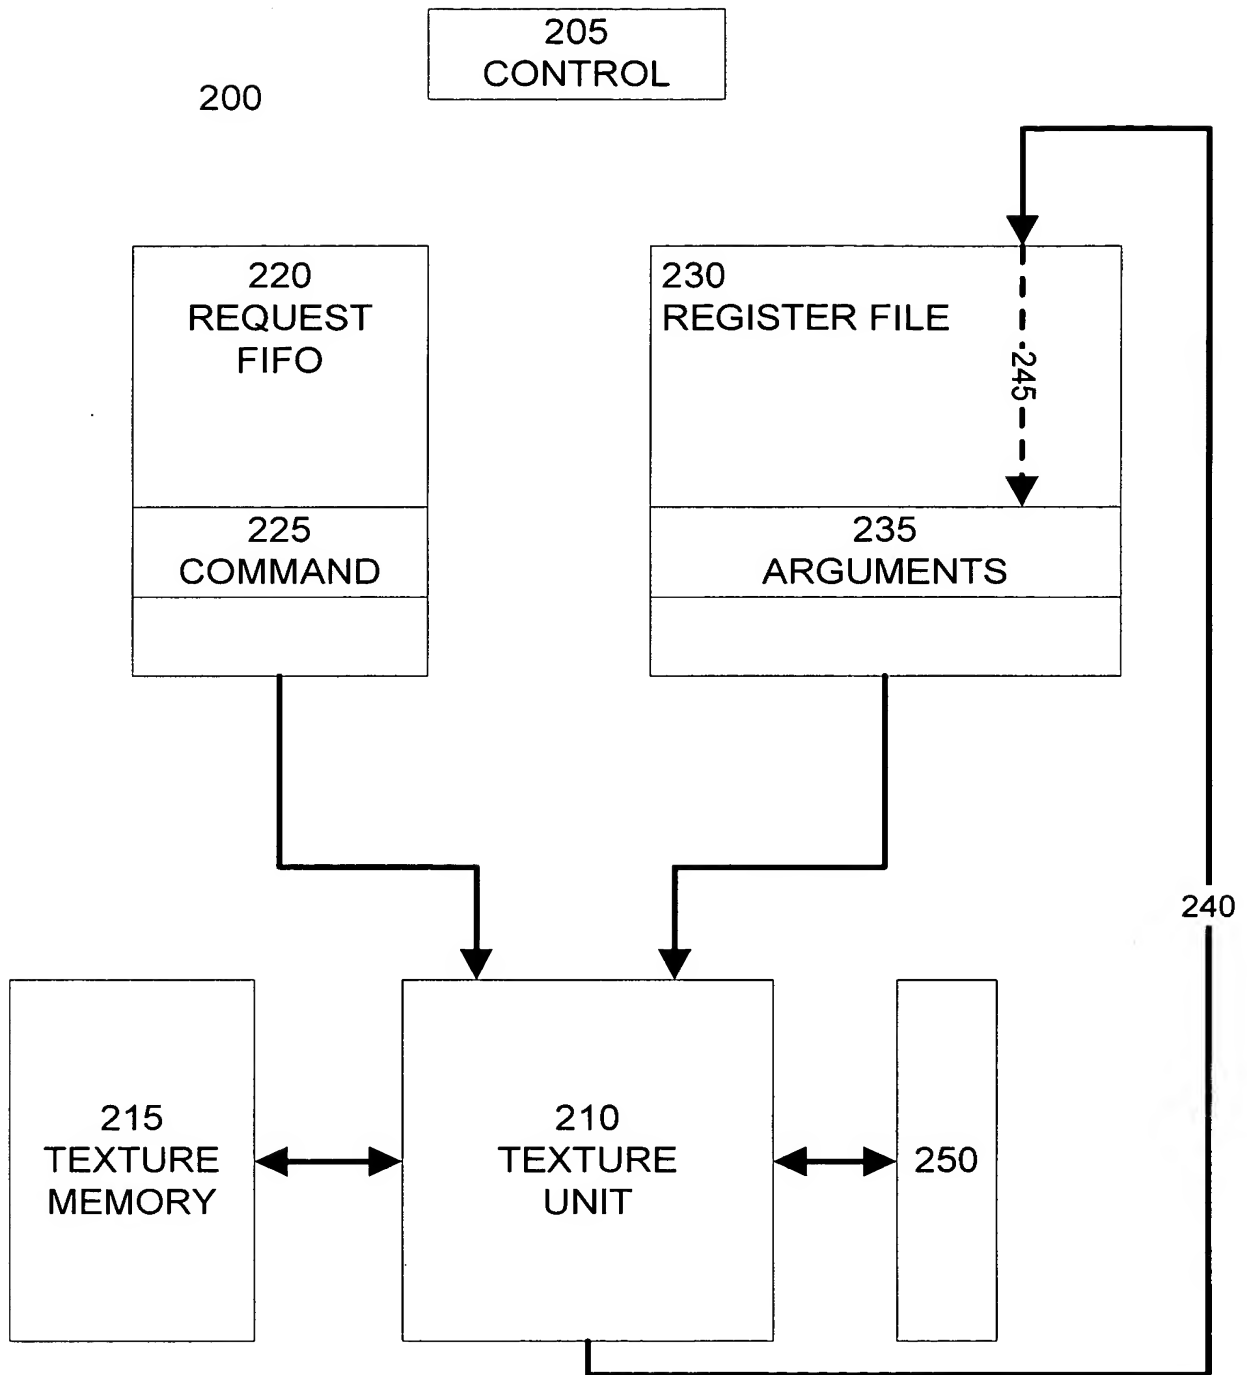 205
CONTROL
200
220
REQUEST
FIFO
230
REGISTER FILE
245
225
COMMAND
235
ARGUMENTS
240
215
TEXTURE
MEMORY
210
TEXTURE
UNIT
250